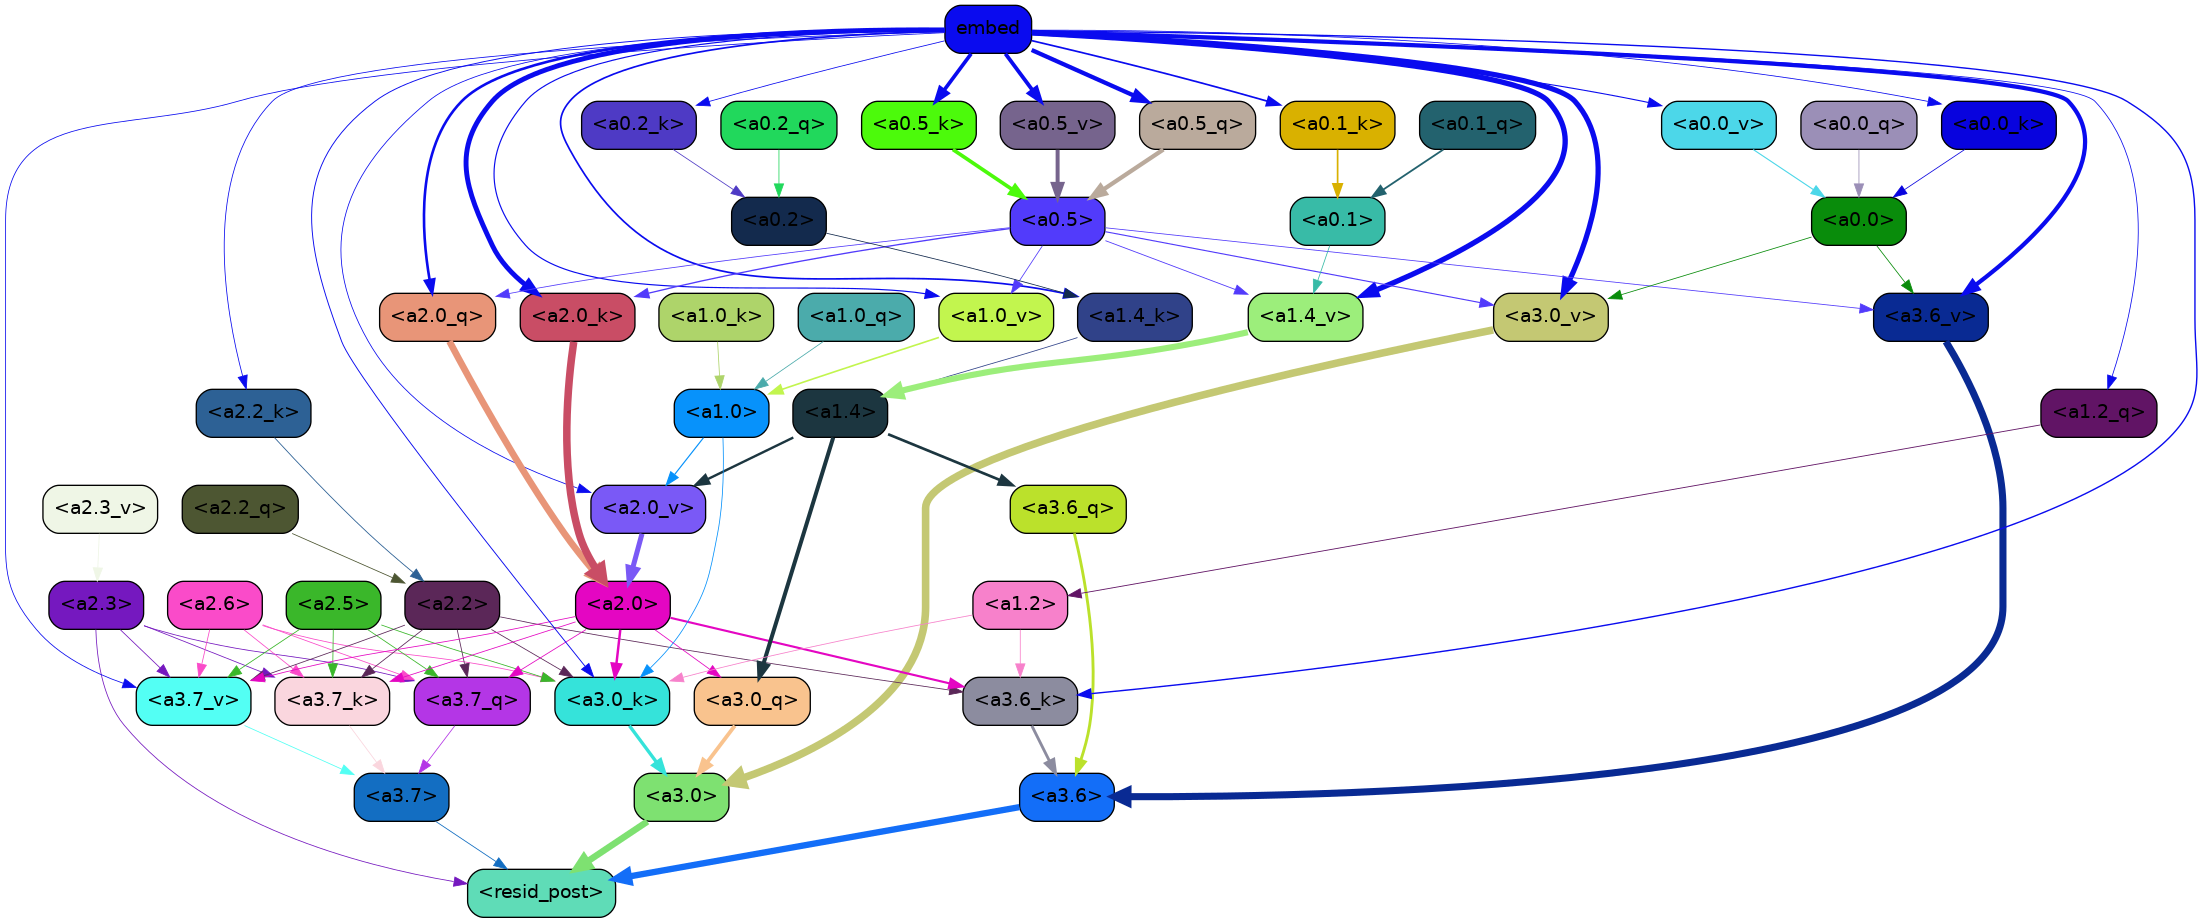 embed
<a0.2_k>
<a0.2_q>
<a0.5_k>
<a0.5_v>
<a0.5_q>
<a0.1_k>
<a0.1_q>
<a0.0_v>
<a0.0_q>
<a0.0_k>
<a0.2>
<a0.5>
<a0.1>
<a0.0>
<a2.0_q>
<a2.0_k>
<a1.0_k>
<a1.0_q>
<a1.0_v>
<a1.4_k>
<a1.4_v>
<a3.0_v>
<a3.6_v>
<a2.2_k>
<a1.0>
<a1.4>
<a1.2_q>
<a2.3_v>
<a2.2_q>
<a2.0_v>
<a3.6_q>
<a2.3>
<a2.6>
<a2.5>
<a2.2>
<a2.0>
<a1.2>
<a3.7_v>
<a3.7_k>
<a3.7_q>
<a3.0_k>
<a3.0_q>
<a3.6_k>
<a3.7>
<a3.0>
<a3.6>
<resid_post>